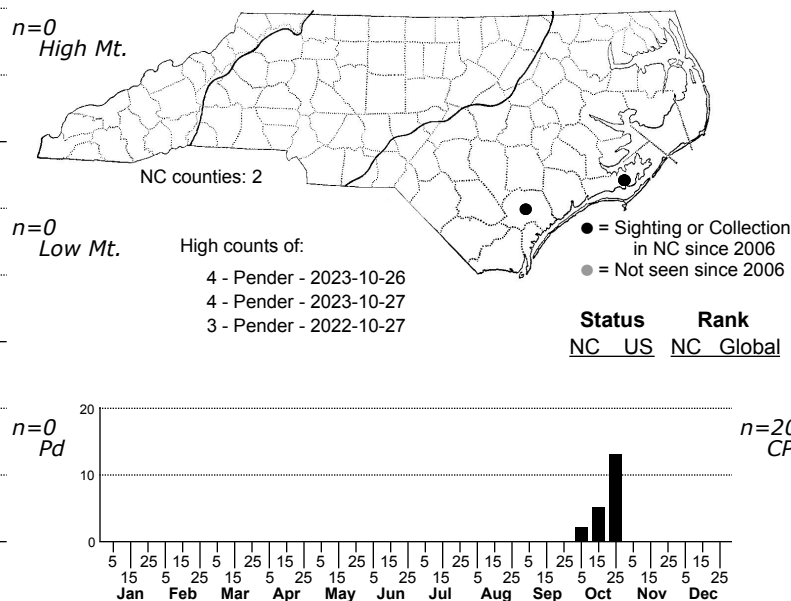 n=0
High Mt.
NC counties: 2
n=0
Low Mt.
High counts of:
4 - Pender - 2023-10-26
4 - Pender - 2023-10-27
3 - Pender - 2022-10-27
● = Sighting or Collection
in NC since 2006
● = Not seen since 2006
Status Rank
NC US NC Global
n=0
Pd
20
10
0
n=20
CP
5 25 15 5 25 15 5 25 15 5 25 15 5 25 15 5 25 15
15 5 25 15 5 25 15 5 25 15 5 25 15 5 25 15 5 25
Jan Feb Mar Apr May Jun Jul Aug Sep Oct Nov Dec